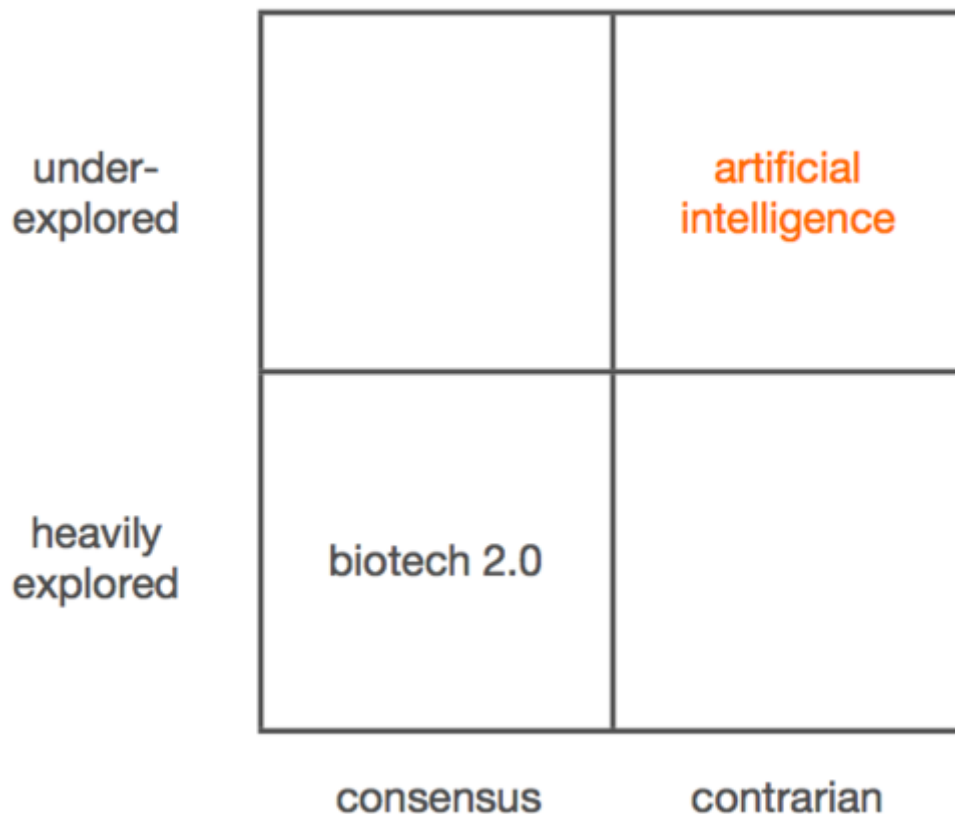 under-
explored
artificial
intelligence
heavily
explored
biotech 2.0
consensus
contrarian